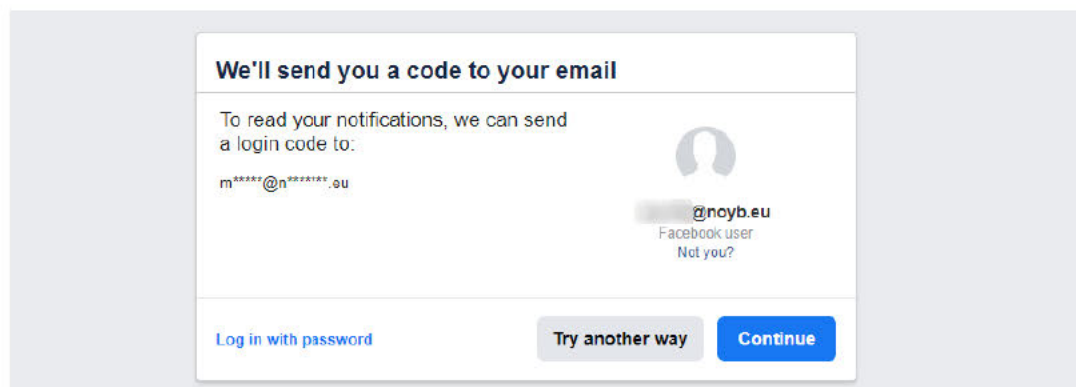 We'll send you a code to your email
To read your notifications, we can send
a login code to:
m*****@n*******.eu
@noyb.eu
Facebook user
Not you?
Log in with password
Try another way
Continue